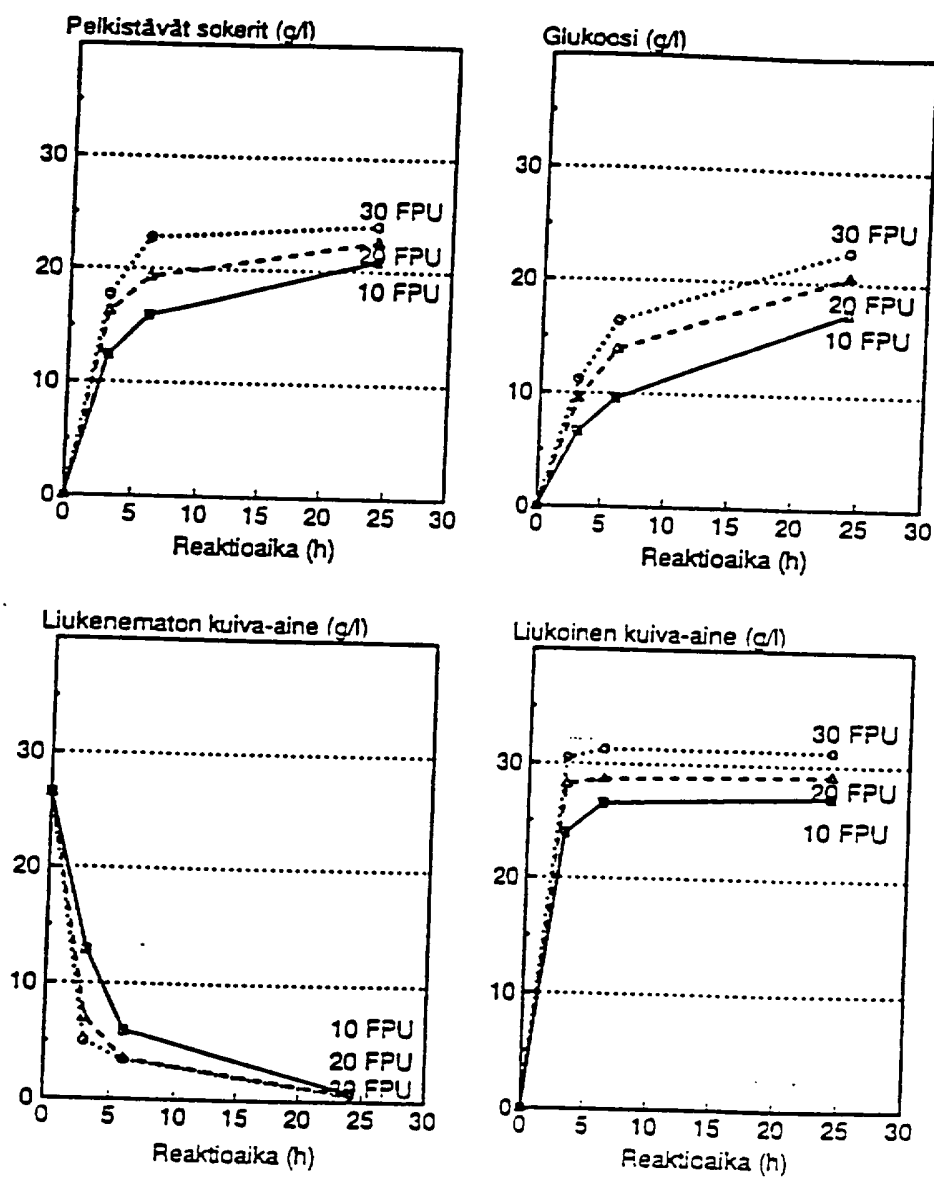 Pelkistävät sokerit (g/l)
30
20
10
0
30 FPU
20 FPU
10 FPU
0 5 10 15 20 25 30
Reaktioaika (h)
Glukoosi (g/l)
30
20
10
0
30 FPU
20 FPU
10 FPU
0 5 10 15 20 25 30
Reaktioaika (h)
Liukenematon kuiva-aine (g/l)
30
20
10
0
10 FPU
20 FPU
30 FPU
0 5 10 15 20 25 30
Reaktioaika (h)
Liukoinen kuiva-aine (g/l)
30
20
10
0
30 FPU
20 FPU
10 FPU
0 5 10 15 20 25 30
Reaktioaika (h)